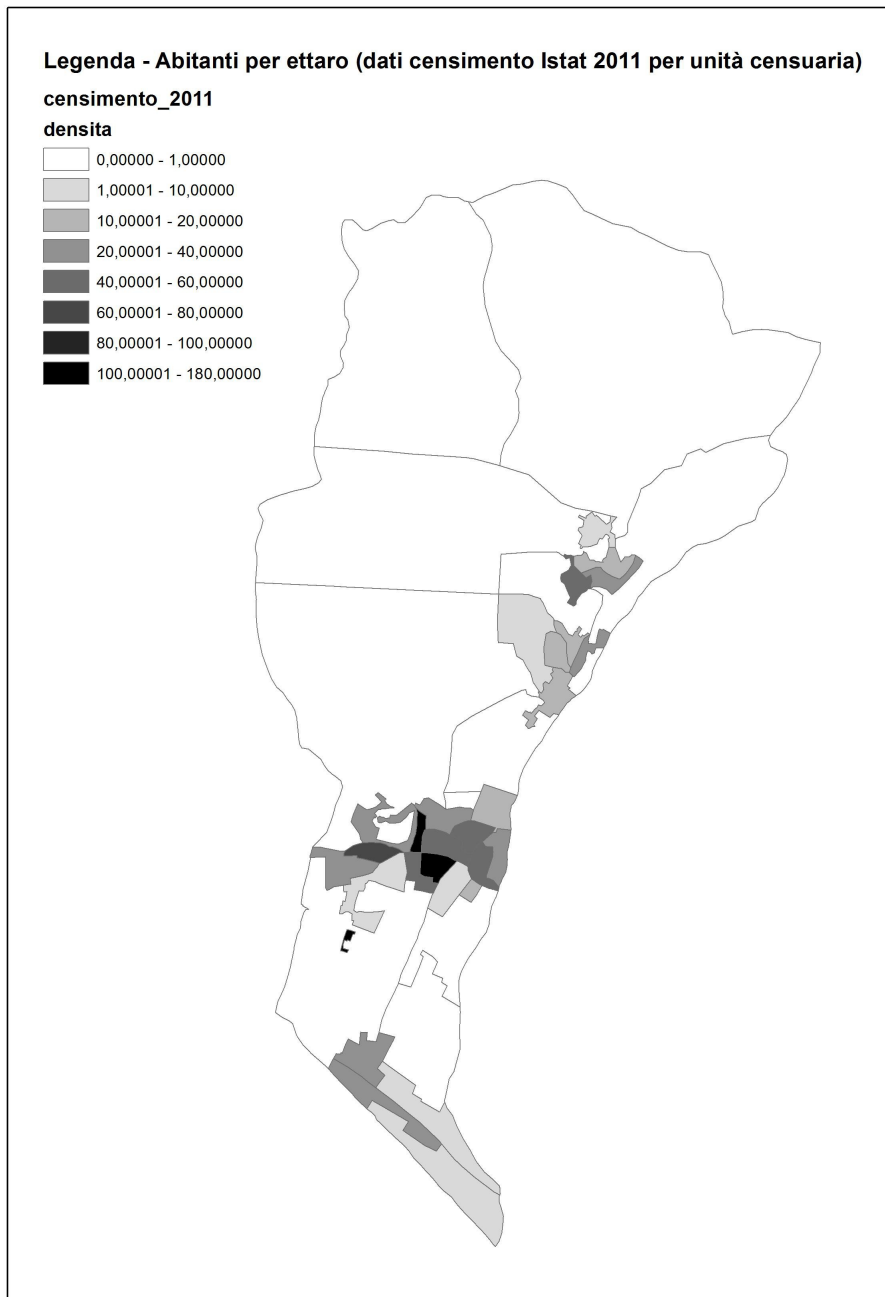 Legenda - Abitanti per ettaro (dati censimento Istat 2011 per unità censuaria)
censimento_2011
densita
0,00000 - 1,00000
1,00001 - 10,00000
10,00001 - 20,00000
20,00001 - 40,00000
40,00001 - 60,00000
60,00001 - 80,00000
80,00001 - 100,00000
100,00001 - 180,00000